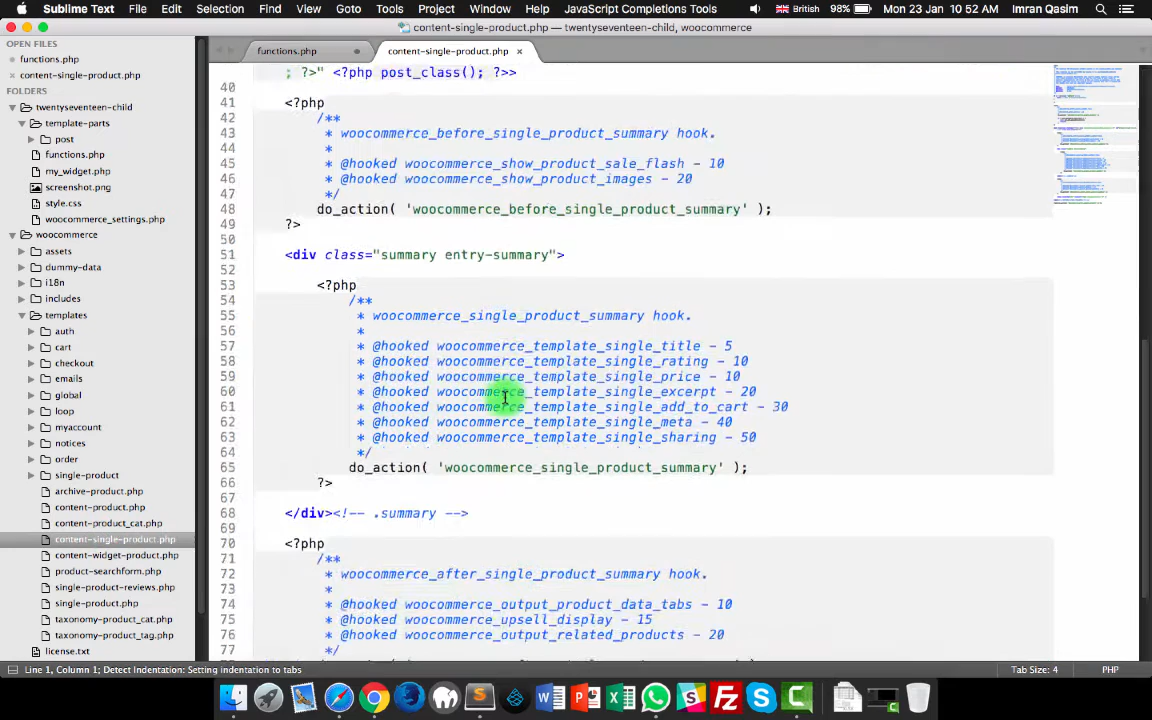 Sublime Text File Edit Selection Find View Goto Tools Project Window JavaScript Completions Tools British 98% Mon 23 Jan 10:52 AM Imran Qasim
content-single-product.php — twentyseventeen-child, woocommerce
OPEN FILES
functions.php
content-single-product.php
FOLDERS
twentyseventeen-child
template-parts
post
functions.php
my_widget.php
screenshot.png
style.css
woocommerce_settings.php
woocommerce
assets
dummy-data
i18n
includes
templates
auth
cart
checkout
emails
global
loop
myaccount
notices
order
single-product
archive-product.php
content-product.php
content-product_cat.php
content-single-product.php
content-widget-product.php
product-searchform.php
single-product-reviews.php
single-product.php
taxonomy-product_cat.php
taxonomy-product_tag.php
license.txt
functions.php content-single-product.php ×
; ?>" <?php post_class(); ?>>
40
41 <?php
42 /**
43 * woocommerce_before_single_product_summary hook.
44 *
45 * @hooked woocommerce_show_product_sale_flash - 10
46 * @hooked woocommerce_show_product_images - 20
47 */
48 do_action( 'woocommerce_before_single_product_summary' );
49 ?>
50
51 <div class="summary entry-summary">
52
53 <?php
54 /**
55 * woocommerce_single_product_summary hook.
56 *
57 * @hooked woocommerce_template_single_title - 5
58 * @hooked woocommerce_template_single_rating - 10
59 * @hooked woocommerce_template_single_price - 10
60 * @hooked woocommerce_template_single_excerpt - 20
61 * @hooked woocommerce_template_single_add_to_cart - 30
62 * @hooked woocommerce_template_single_meta - 40
63 * @hooked woocommerce_template_single_sharing - 50
64 */
65 do_action( 'woocommerce_single_product_summary' );
66 ?>
67
68 </div><!-- .summary -->
69
70 <?php
71 /**
72 * woocommerce_after_single_product_summary hook.
73 *
74 * @hooked woocommerce_output_product_data_tabs - 10
75 * @hooked woocommerce_upsell_display - 15
76 * @hooked woocommerce_output_related_products - 20
77 */
Line 1, Column 1; Detect Indentation: Setting indentation to tabs Tab Size: 4 PHP